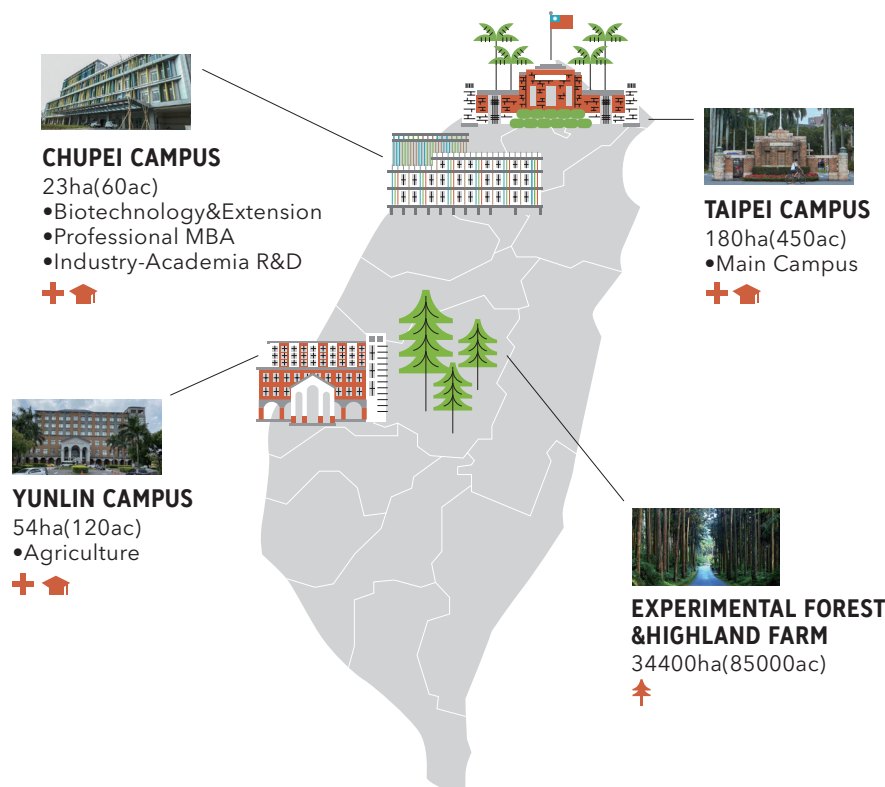 CHUPEI CAMPUS
23ha(60ac)
•Biotechnology&Extension
•Professional MBA
•Industry-Academia R&D
TAIPEI CAMPUS
180ha(450ac)
•Main Campus
YUNLIN CAMPUS
54ha(120ac)
•Agriculture
EXPERIMENTAL FOREST
&HIGHLAND FARM
34400ha(85000ac)